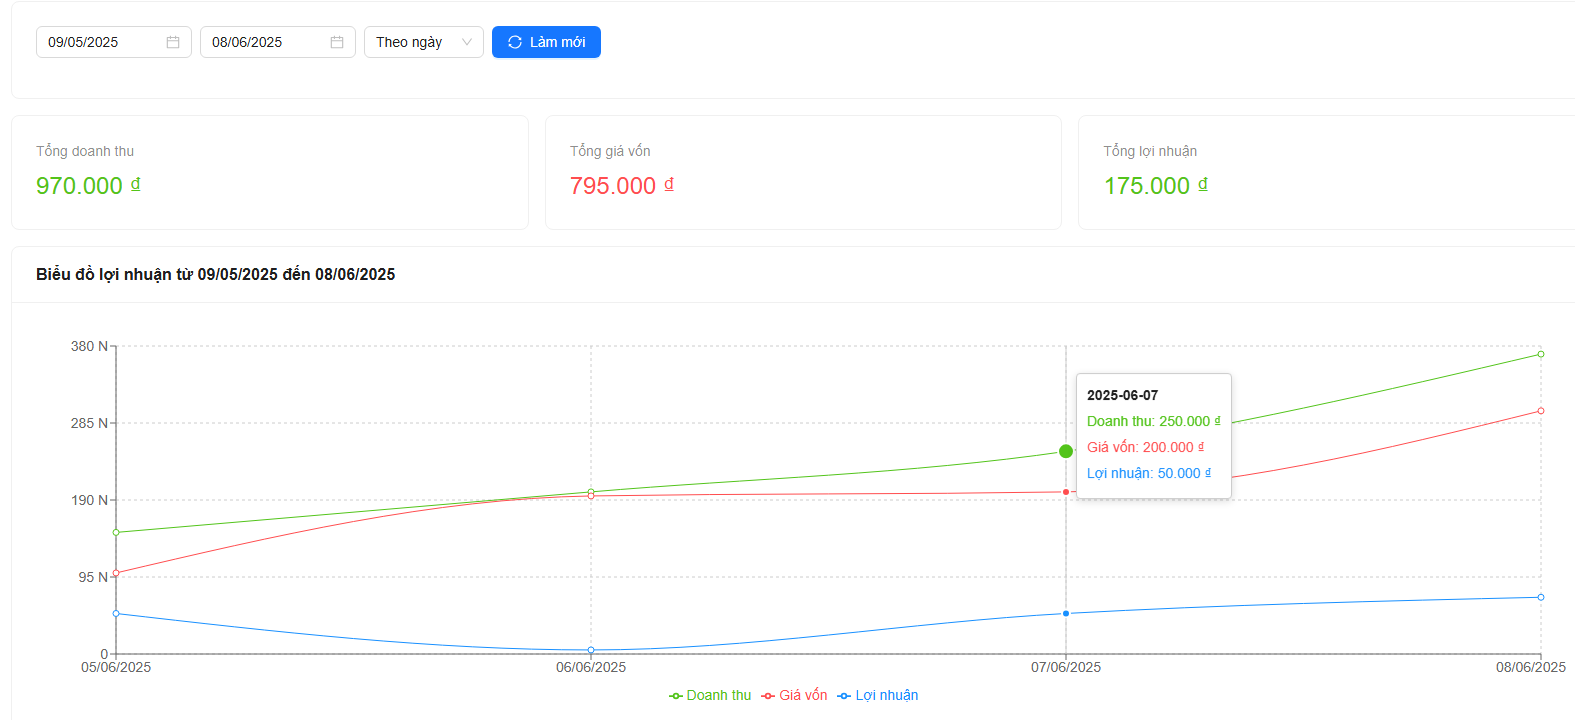 09/05/2025 08/06/2025 Theo ngày Làm mới
Tổng doanh thu
970.000 ₫
Tổng giá vốn
795.000 ₫
Tổng lợi nhuận
175.000 ₫
Biểu đồ lợi nhuận từ 09/05/2025 đến 08/06/2025
380 N
285 N
190 N
95 N
0
2025-06-07
Doanh thu: 250.000 ₫
Giá vốn: 200.000 ₫
Lợi nhuận: 50.000 ₫
05/06/2025 06/06/2025 07/06/2025 08/06/2025
Doanh thu Giá vốn Lợi nhuận